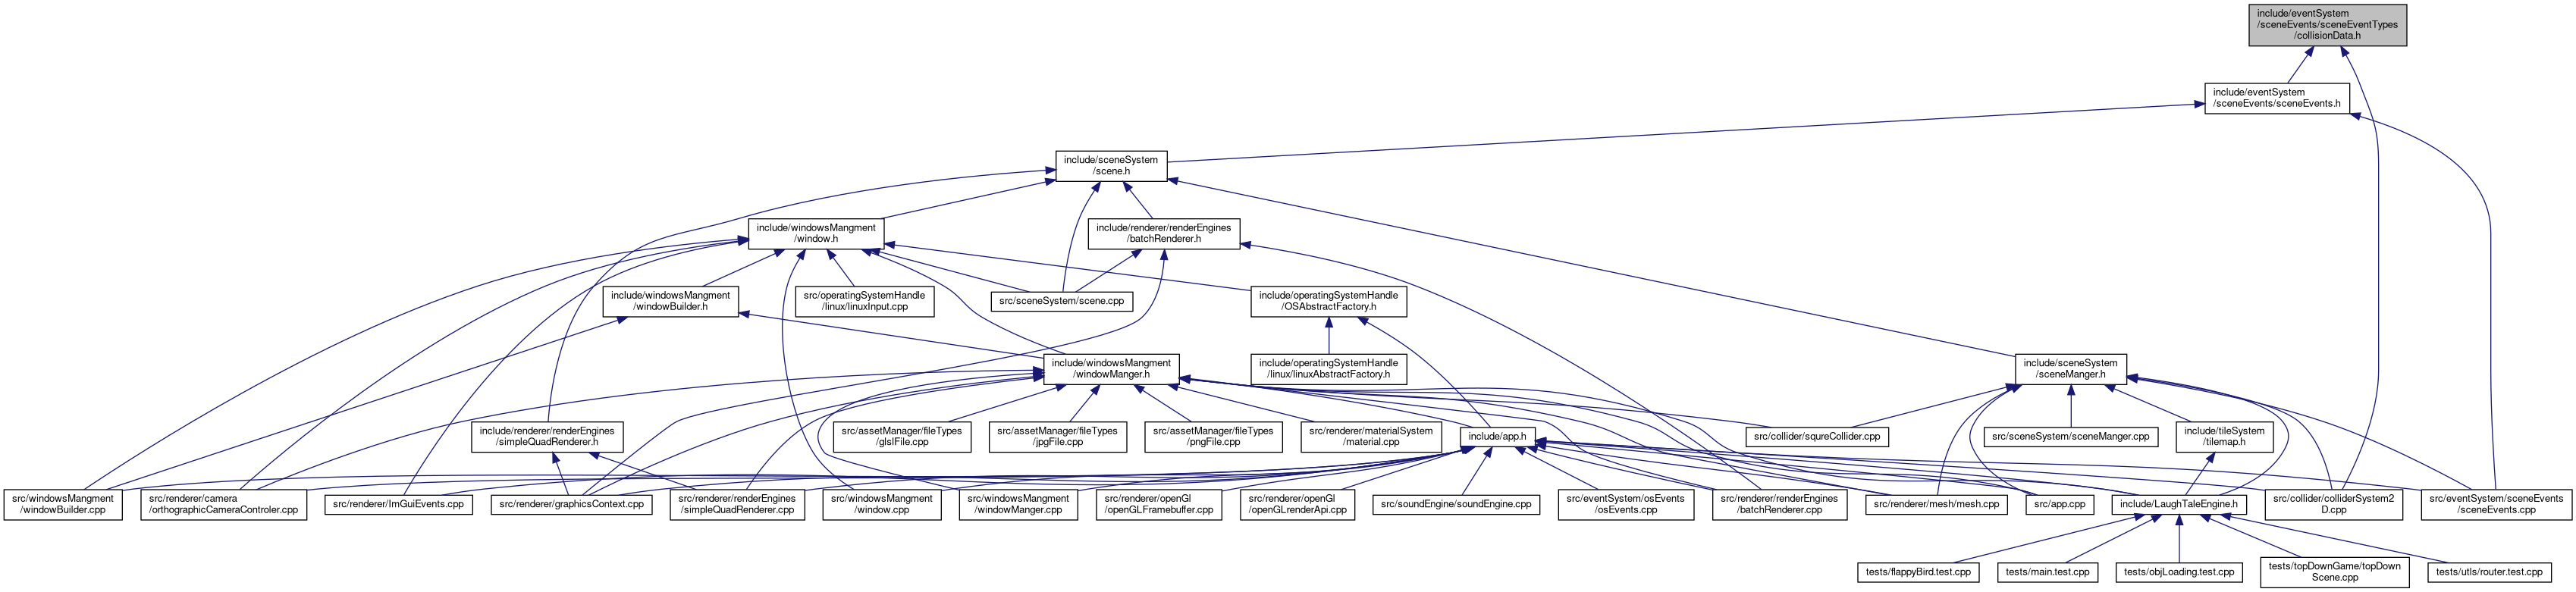 include/eventSystem
/sceneEvents/sceneEventTypes
/collisionData.h
include/eventSystem
/sceneEvents/sceneEvents.h
include/sceneSystem
/scene.h
include/windowsMangment
/window.h
include/renderer/renderEngines
/batchRenderer.h
include/windowsMangment
/windowBuilder.h
src/operatingSystemHandle
/linux/linuxInput.cpp
src/sceneSystem/scene.cpp
include/operatingSystemHandle
/OSAbstractFactory.h
include/windowsMangment
/windowManger.h
include/operatingSystemHandle
/linux/linuxAbstractFactory.h
include/sceneSystem
/sceneManger.h
include/renderer/renderEngines
/simpleQuadRenderer.h
src/assetManager/fileTypes
/glslFile.cpp
src/assetManager/fileTypes
/jpgFile.cpp
src/assetManager/fileTypes
/pngFile.cpp
src/renderer/materialSystem
/material.cpp
include/app.h
src/collider/squreCollider.cpp
src/sceneSystem/sceneManger.cpp
include/tileSystem
/tilemap.h
src/windowsMangment
/windowBuilder.cpp
src/renderer/camera
/orthographicCameraControler.cpp
src/renderer/ImGuiEvents.cpp
src/renderer/graphicsContext.cpp
src/renderer/renderEngines
/simpleQuadRenderer.cpp
src/windowsMangment
/window.cpp
src/windowsMangment
/windowManger.cpp
src/renderer/openGl
/openGLFramebuffer.cpp
src/renderer/openGl
/openGLrenderApi.cpp
src/soundEngine/soundEngine.cpp
src/eventSystem/osEvents
/osEvents.cpp
src/renderer/renderEngines
/batchRenderer.cpp
src/renderer/mesh/mesh.cpp
src/app.cpp
include/LaughTaleEngine.h
src/collider/colliderSystem2
D.cpp
src/eventSystem/sceneEvents
/sceneEvents.cpp
tests/flappyBird.test.cpp
tests/main.test.cpp
tests/objLoading.test.cpp
tests/topDownGame/topDown
Scene.cpp
tests/utls/router.test.cpp